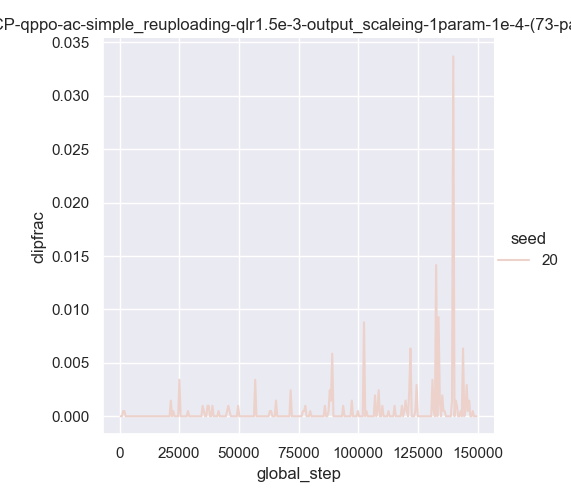 CP-qppo-ac-simple_reuploading-qlr1.5e-3-output_scaleing-1param-1e-4-(73-pa
0.035
0.030
0.025
0.020
0.015
0.010
0.005
0.000
clipfrac
0 25000 50000 75000 100000 125000 150000
global_step
seed
20